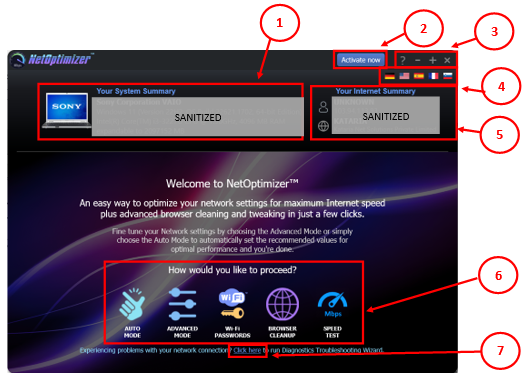 1
2
3
NetOptimizer™
Activate now
? − + ×
4
Your System Summary
Your Internet Summary
SONY
SANITIZED
SANITIZED
5
Welcome to NetOptimizer™
An easy way to optimize your network settings for maximum Internet speed
plus advanced browser cleaning and tweaking in just a few clicks.
Fine tune your Network settings by choosing the Advanced Mode or simply
choose the Auto Mode to automatically set the recommended values for
optimal performance and you're done.
How would you like to proceed?
6
Wi Fi
Mbps
AUTO MODE
ADVANCED MODE
Wi-Fi PASSWORDS
BROWSER CLEANUP
SPEED TEST
Experiencing problems with your network connection? Click here to run Diagnostics Troubleshooting Wizard.
7